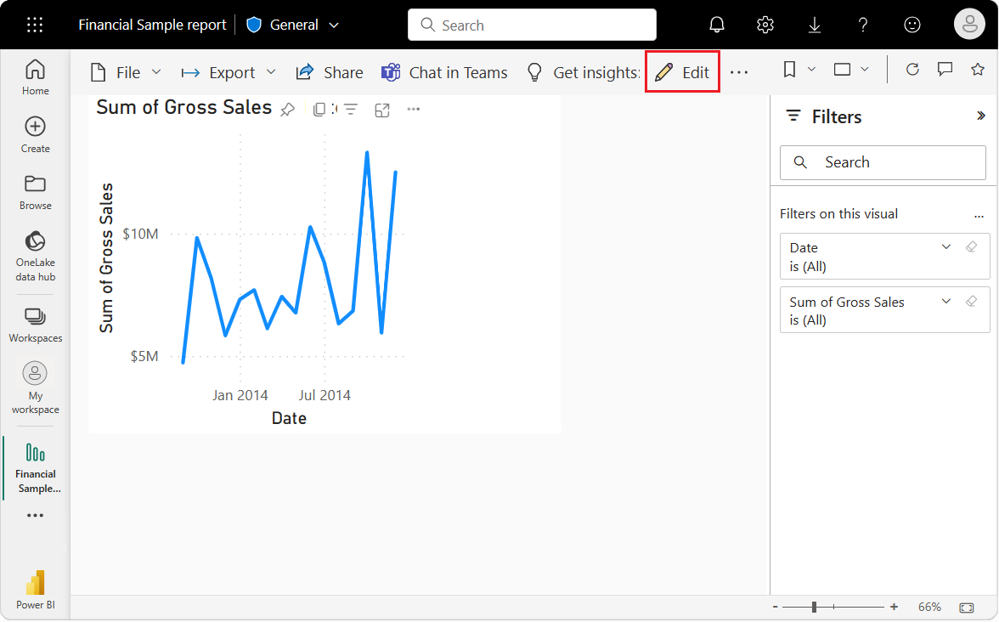 Financial Sample report
General
Search
Home
Create
Browse
OneLake
data hub
Workspaces
My
workspace
Financial
Sample...
Power BI
File
Export
Share
Chat in Teams
Get insights
Edit
Sum of Gross Sales
Sum of Gross Sales
$10M
$5M
Jan 2014
Jul 2014
Date
Filters
Search
Filters on this visual
Date
is (All)
Sum of Gross Sales
is (All)
- +
66%